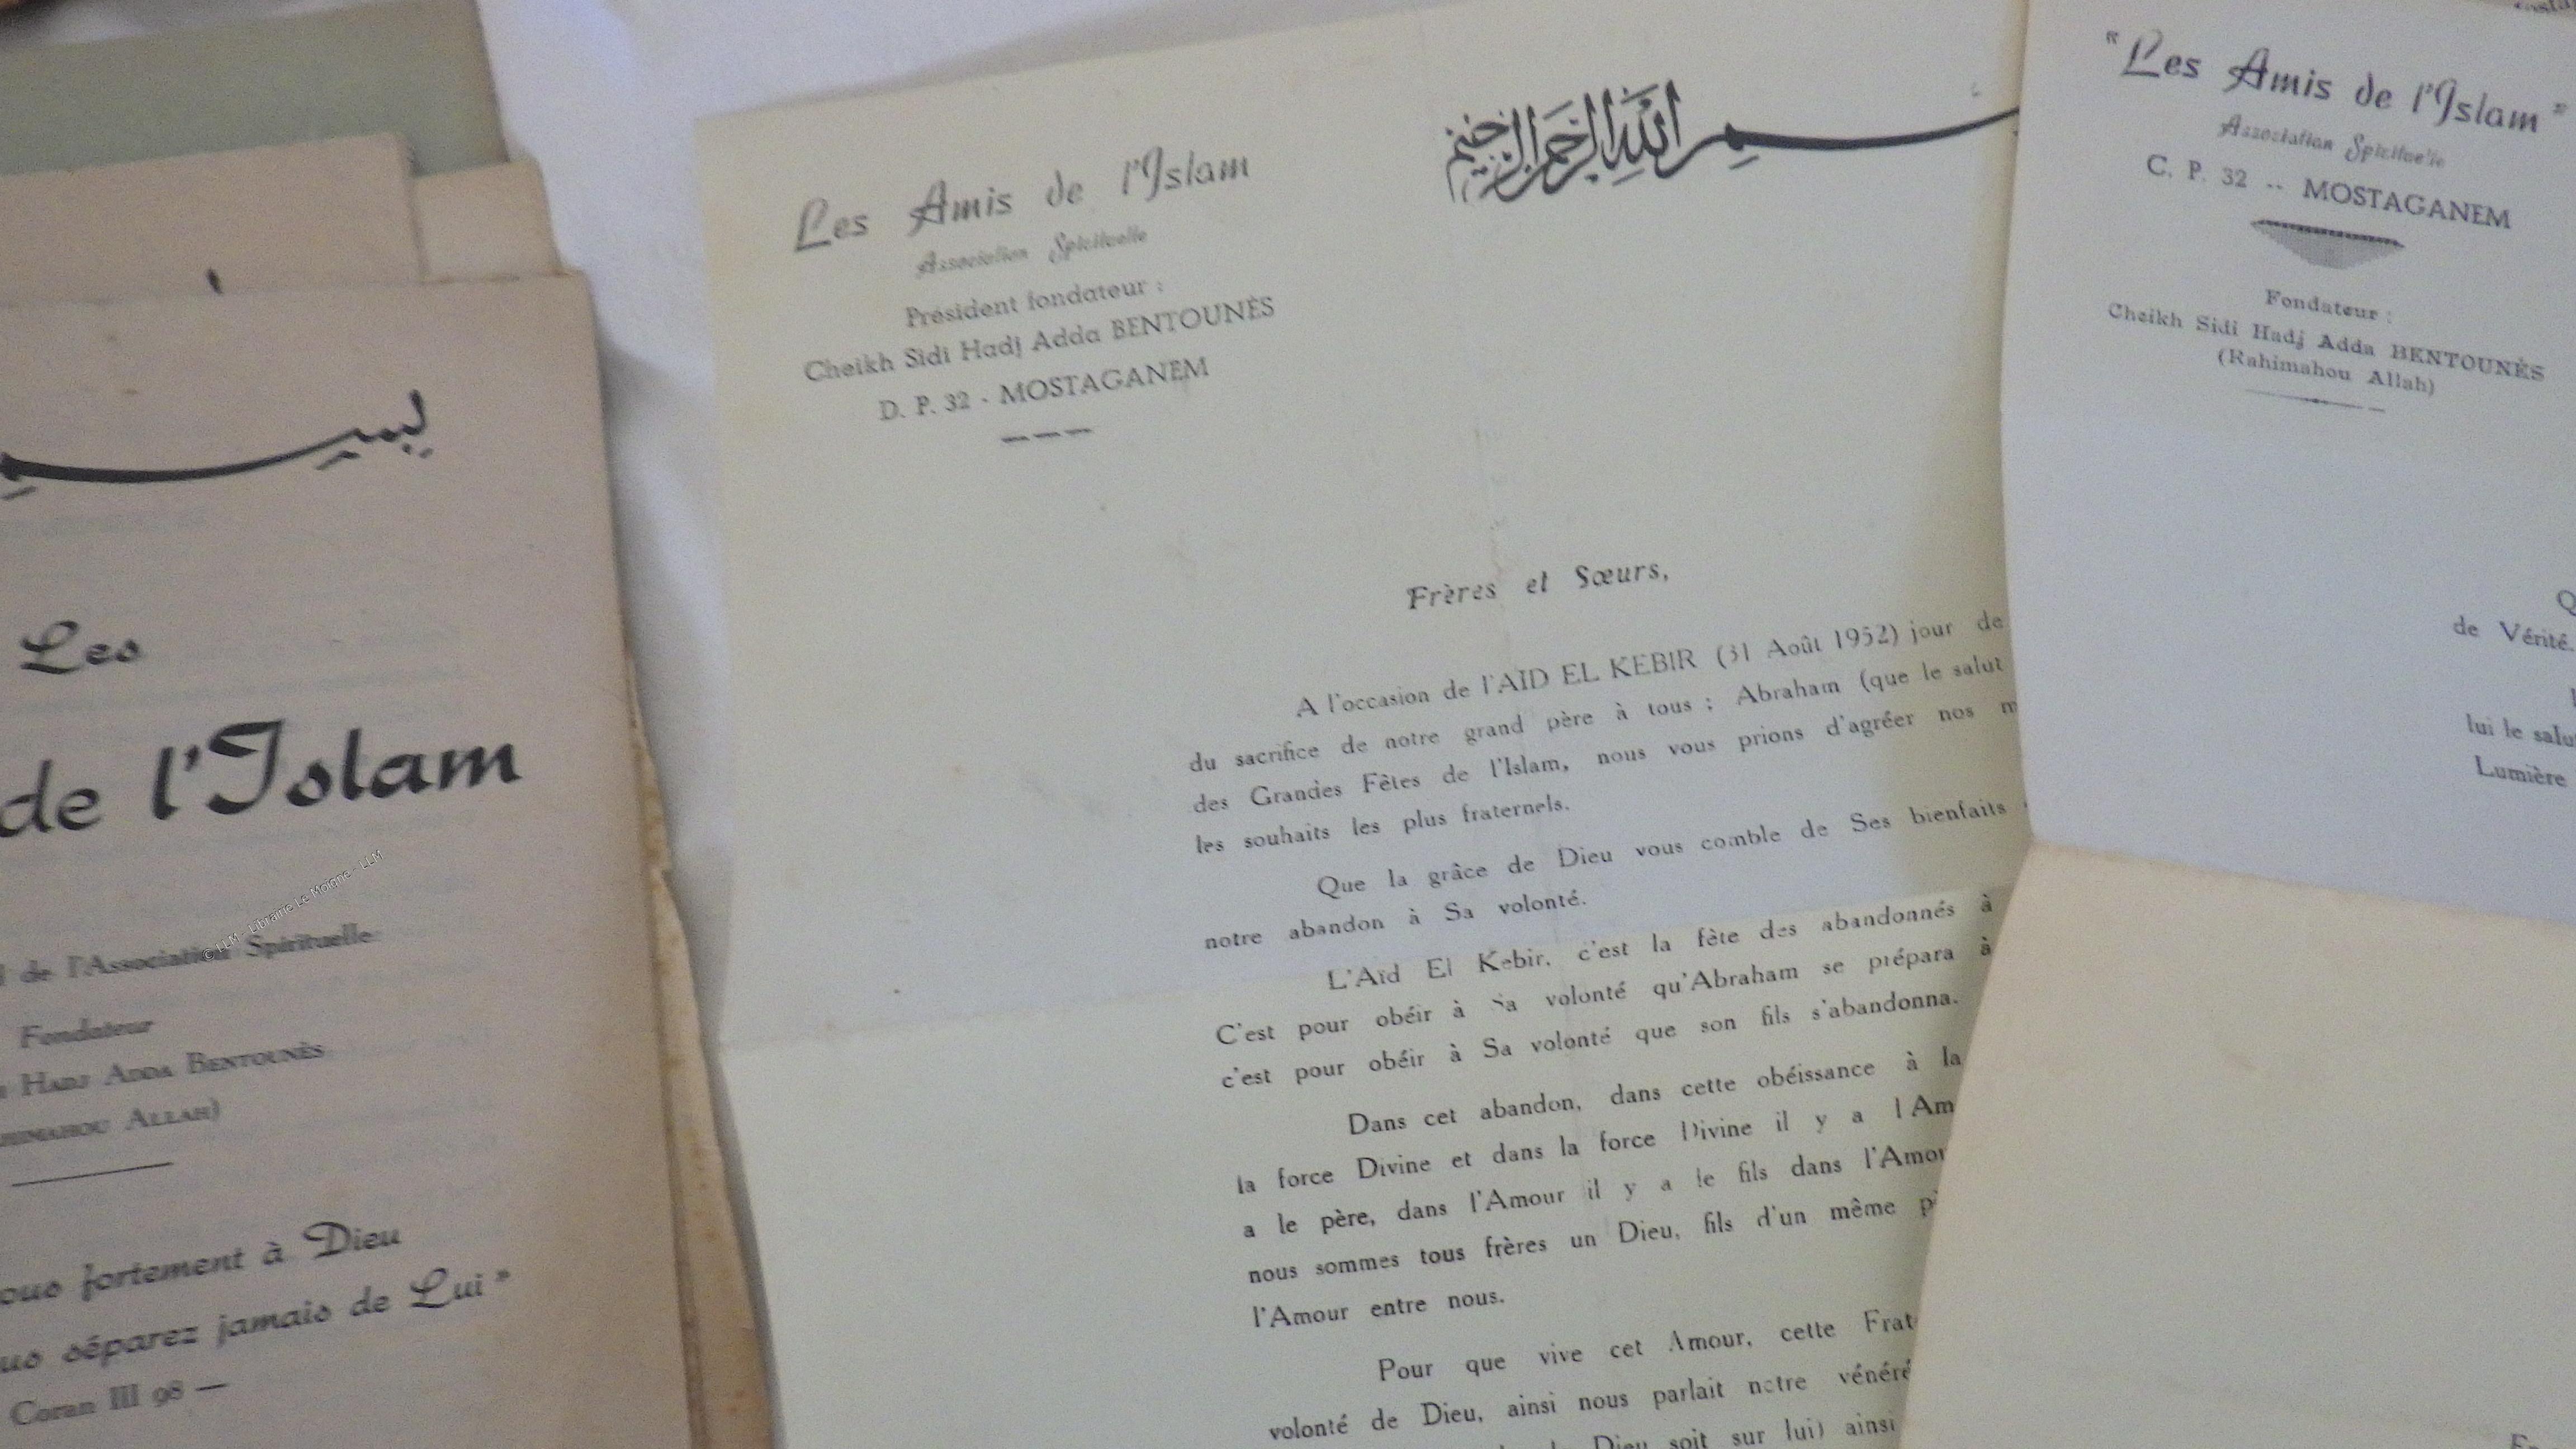 بسم
Les
de l'Islam
de l'Association Spirituelle
Fondateur
HADJ ADDA BENTOUNÈS
ALLAH)
fortement à Dieu
séparez jamais de Lui"
Coran III 98 —
© LLM - Librairie Le Moigne - LLM
بسم الله الرحمن الرحيم
Les Amis de l'Islam
Association Spirituelle
Président fondateur :
Cheikh Sidi Hadj Adda BENTOUNÈS
D. P. 32 - MOSTAGANEM
Frères et Sœurs,
A l'occasion de l'AID EL KEBIR (31 Août 1952) jour de
du sacrifice de notre grand père à tous ; Abraham (que le salut
des Grandes Fêtes de l'Islam, nous vous prions d'agréer nos
les souhaits les plus fraternels.
Que la grâce de Dieu vous comble de Ses bienfaits
notre abandon à Sa volonté.
L'Aïd El Kebir, c'est la fête des abandonnés à
C'est pour obéir à Sa volonté qu'Abraham se prépara à
c'est pour obéir à Sa volonté que son fils s'abandonna.
Dans cet abandon, dans cette obéissance à la
la force Divine et dans la force Divine il y a l Am
a le père, dans l'Amour il y a le fils dans l'Amou
nous sommes tous frères un Dieu, fils d'un même pè
l'Amour entre nous.
Pour que vive cet Amour, cette Frat
volonté de Dieu, ainsi nous parlait notre vénéré
Dieu soit sur lui) ainsi
"Les Amis de l'Islam"
Association Spirituelle
C. P. 32 -- MOSTAGANEM
Fondateur :
Cheikh Sidi Hadj Adda BENTOUNÈS
(Rahimahou Allah)
Q
de Vérité.
lui le salu
Lumière